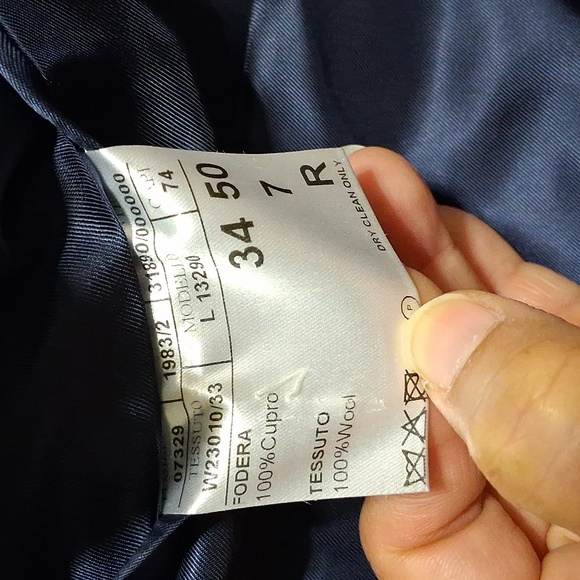 07329 1983/2 31890/000000
TESSUTO MODELLO
W23010/33 L 13290 74
34 50
7
R
FODERA
100%Cupro
TESSUTO
100%Wool
P
DRY CLEAN ONLY